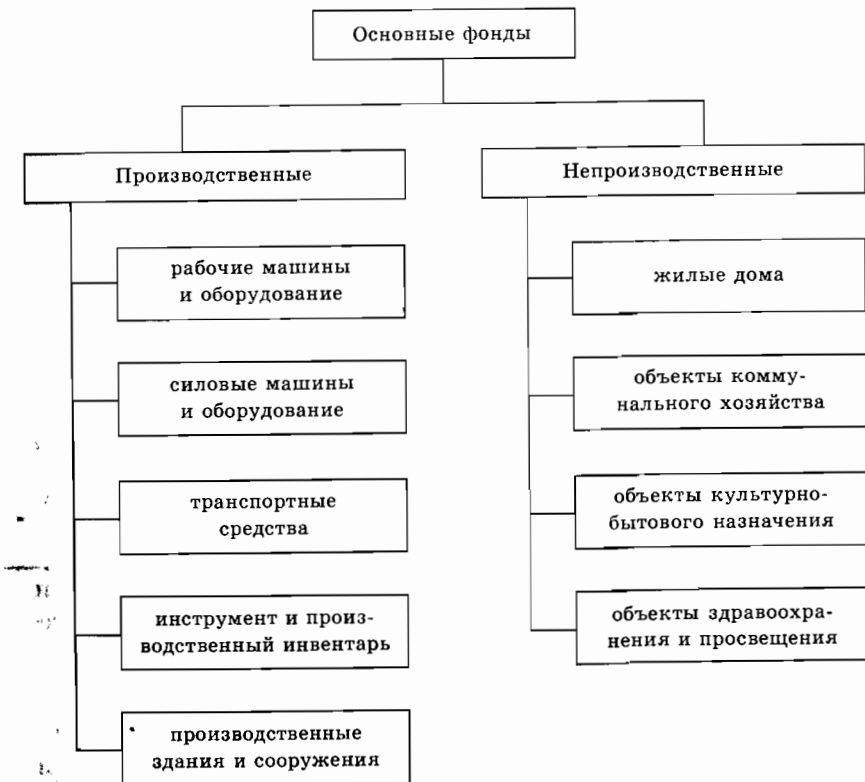 Основные фонды
Производственные
рабочие машины
и оборудование
силовые машины
и оборудование
транспортные
средства
инструмент и произ-
водственный инвентарь
производственные
здания и сооружения
Непроизводственные
жилые дома
объекты комму-
нального хозяйства
объекты культурно-
бытового назначения
объекты здравоохра-
нения и просвещения